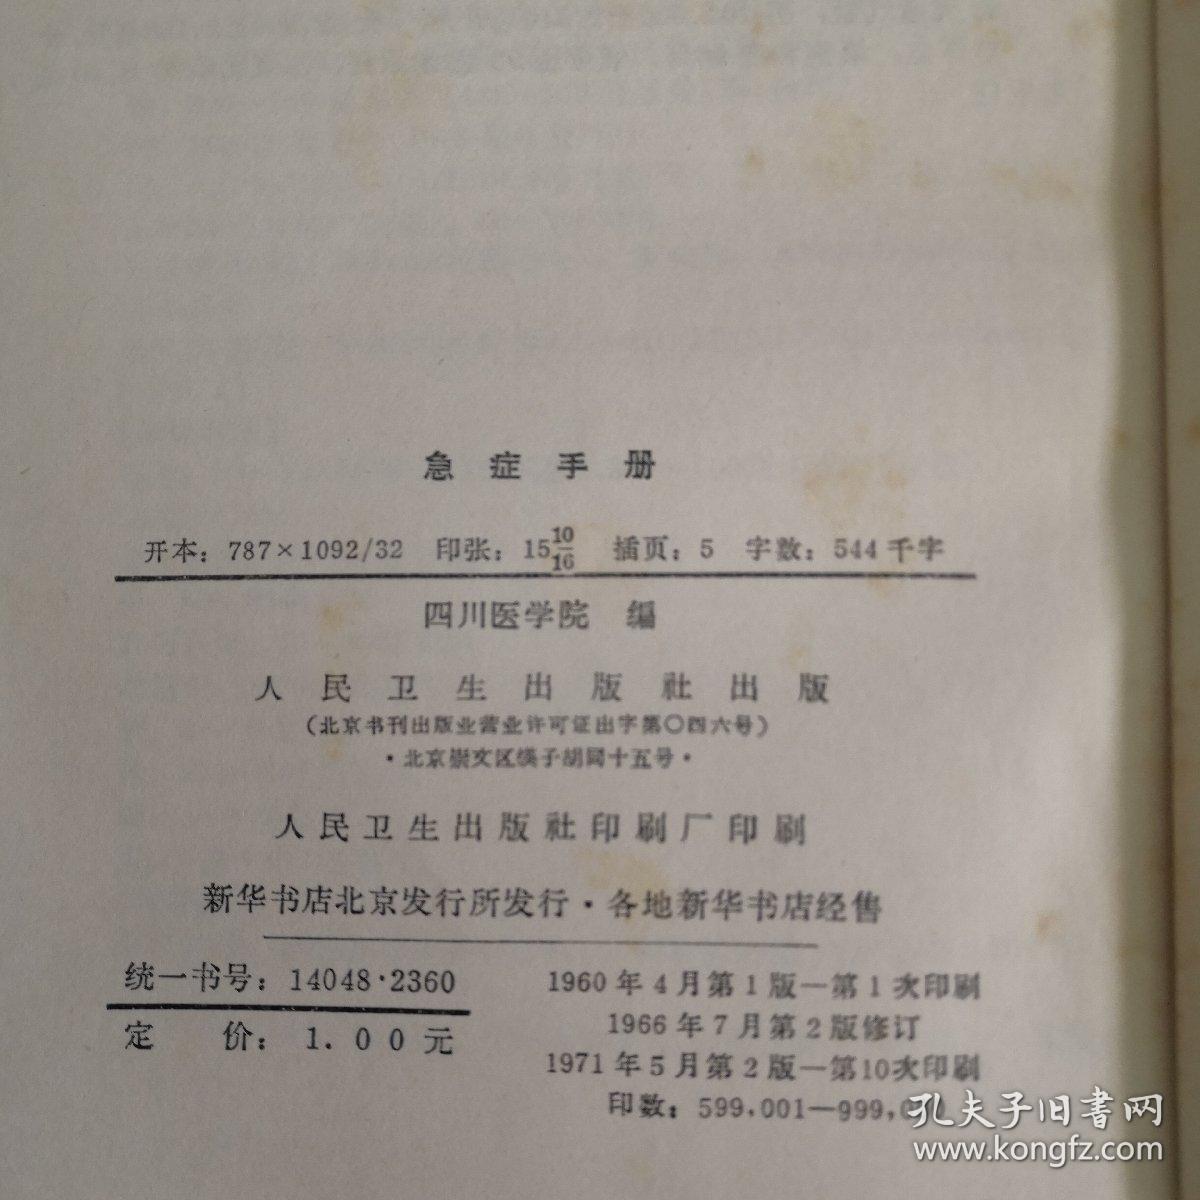 急症手册
开本：787×1092/32 印张：15 10/16 插页：5 字数：544千字
四川医学院 编
人民卫生出版社出版
（北京书刊出版业营业许可证出字第〇四六号）
·北京崇文区𫄧子胡同十五号·
人民卫生出版社印刷厂印刷
新华书店北京发行所发行·各地新华书店经售
统一书号：14048·2360
定 价：1.00元
1960年4月第1版—第1次印刷
1966年7月第2版修订
1971年5月第2版—第10次印刷
印数：599,001—999,
孔夫子旧書网
www.kongfz.com